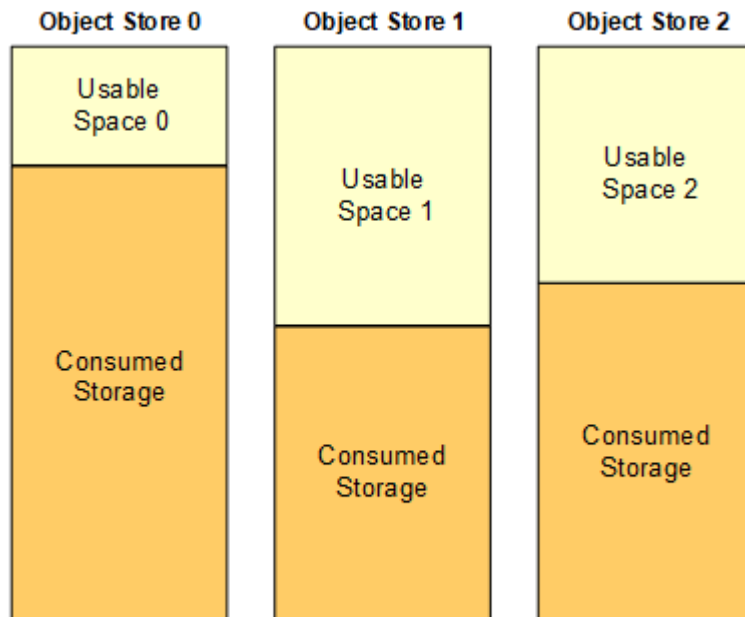 Object Store 0
Object Store 1
Object Store 2
Usable
Space 0
Usable
Space 1
Usable
Space 2
Consumed
Storage
Consumed
Storage
Consumed
Storage